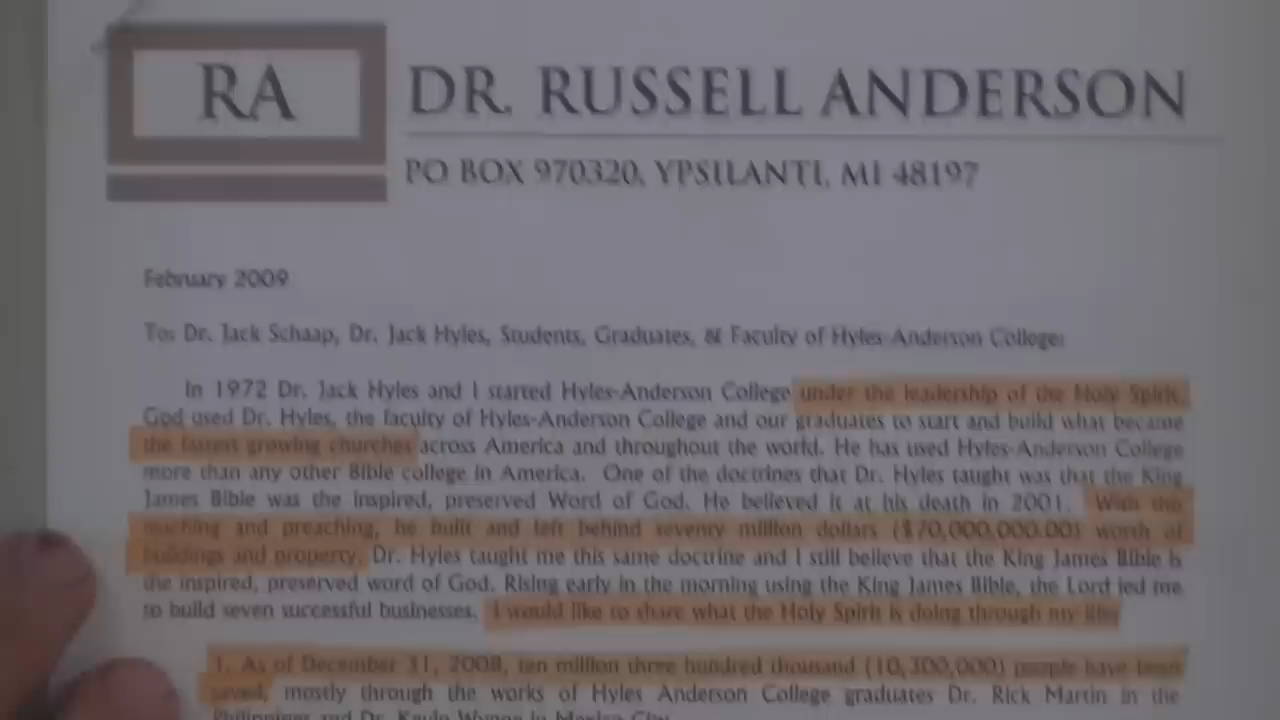 RA
DR. RUSSELL ANDERSON
PO BOX 970320, YPSILANTI, MI 48197
February 2009
To: Dr. Jack Schaap, Dr. Jack Hyles, Students, Graduates, & Faculty of Hyles-Anderson College:
In 1972 Dr. Jack Hyles and I started Hyles-Anderson College under the leadership of the Holy Spirit.
God used Dr. Hyles, the faculty of Hyles-Anderson College and our graduates to start and build what became
the fastest growing churches across America and throughout the world. He has used Hyles-Anderson College
more than any other Bible college in America. One of the doctrines that Dr. Hyles taught was that the King
James Bible was the inspired, preserved Word of God. He believed it at his death in 2001. With this
teaching and preaching, he built and left behind seventy million dollars ($70,000,000.00) worth of
buildings and property. Dr. Hyles taught me this same doctrine and I still believe that the King James Bible is
the inspired, preserved word of God. Rising early in the morning using the King James Bible, the Lord led me
to build seven successful businesses. I would like to share what the Holy Spirit is doing through my life:
1. As of December 31, 2008, ten million three hundred thousand (10,300,000) people have been
saved, mostly through the works of Hyles Anderson College graduates Dr. Rick Martin in the
Philippines and Dr. Kevin Wynne in Mexico City.